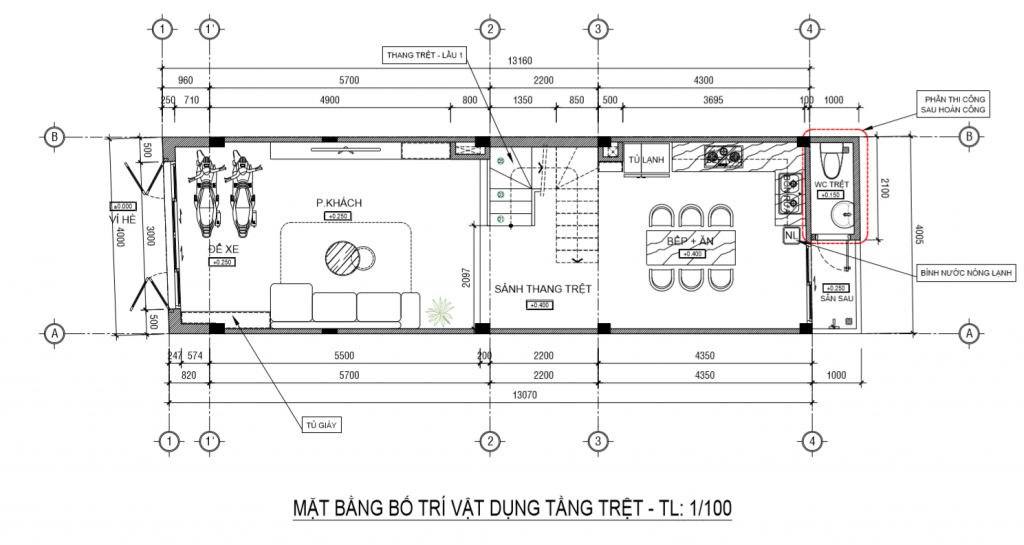 1
1'
2
3
4
THANG TRỆT - LẦU 1
13160
960
5700
2200
4300
250
710
4900
800
1350
850
500
3695
100
1000
PHẦN THI CÔNG
SAU HOÀN CÔNG
B
B
500
TỦ LẠNH
WC TRỆT
+0.150
2100
±0.000
VỈ HÈ
4000
3000
P.KHÁCH
+0.250
ĐỂ XE
+0.250
BẾP + ĂN
+0.400
NL
4005
BÌNH NƯỚC NÓNG LẠNH
2097
SẢNH THANG TRỆT
+0.400
+0.250
SÂN SAU
500
A
A
247
574
5500
200
2200
4350
820
5700
2200
4350
1000
13070
TỦ GIÀY
1
1'
2
3
4
MẶT BẰNG BỐ TRÍ VẬT DỤNG TẦNG TRỆT - TL: 1/100